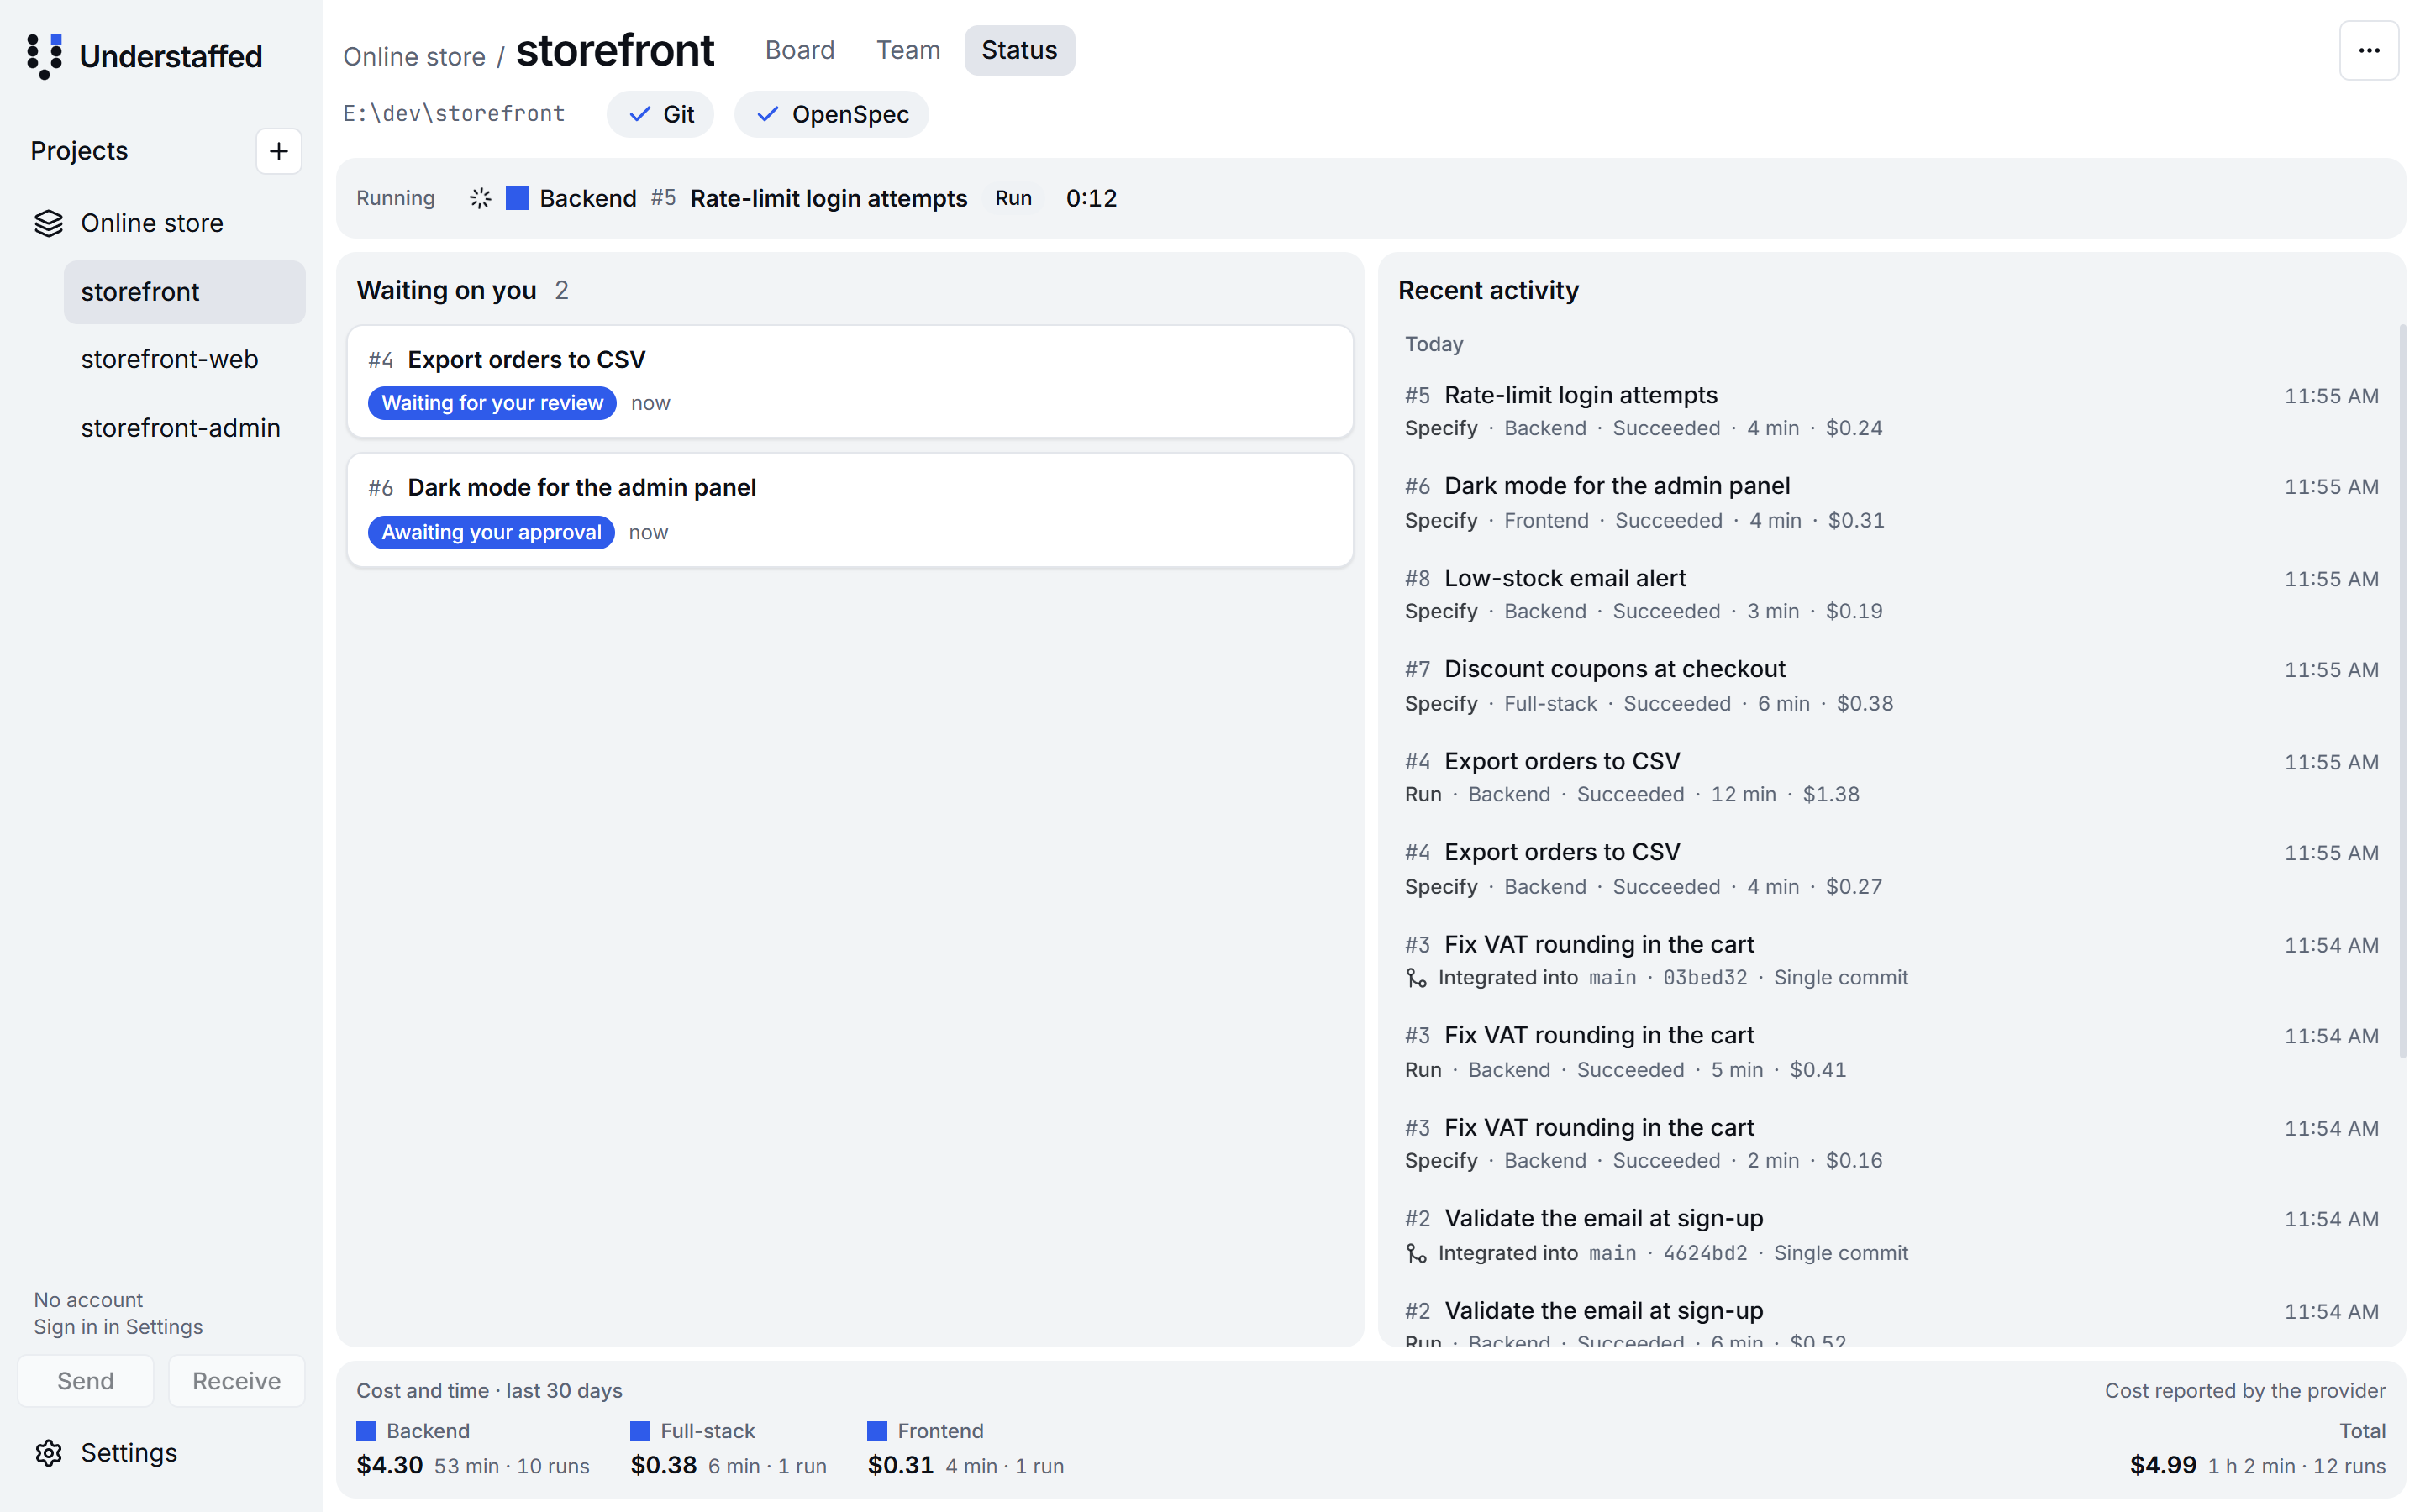 Understaffed
Projects
Online store
storefront
storefront-web
storefront-admin
No account
Sign in in Settings
Send Receive
Settings
Online store / storefront Board Team Status
E:\dev\storefront Git OpenSpec
Running Backend #5 Rate-limit login attempts Run 0:12
Waiting on you 2
#4 Export orders to CSV
Waiting for your review now
#6 Dark mode for the admin panel
Awaiting your approval now
Recent activity
Today
#5 Rate-limit login attempts 11:55 AM
Specify · Backend · Succeeded · 4 min · $0.24
#6 Dark mode for the admin panel 11:55 AM
Specify · Frontend · Succeeded · 4 min · $0.31
#8 Low-stock email alert 11:55 AM
Specify · Backend · Succeeded · 3 min · $0.19
#7 Discount coupons at checkout 11:55 AM
Specify · Full-stack · Succeeded · 6 min · $0.38
#4 Export orders to CSV 11:55 AM
Run · Backend · Succeeded · 12 min · $1.38
#4 Export orders to CSV 11:55 AM
Specify · Backend · Succeeded · 4 min · $0.27
#3 Fix VAT rounding in the cart 11:54 AM
Integrated into main · 03bed32 · Single commit
#3 Fix VAT rounding in the cart 11:54 AM
Run · Backend · Succeeded · 5 min · $0.41
#3 Fix VAT rounding in the cart 11:54 AM
Specify · Backend · Succeeded · 2 min · $0.16
#2 Validate the email at sign-up 11:54 AM
Integrated into main · 4624bd2 · Single commit
#2 Validate the email at sign-up 11:54 AM
Run · Backend · Succeeded · 6 min · $0.52
Cost and time · last 30 days Cost reported by the provider
Backend Full-stack Frontend Total
$4.30 53 min · 10 runs $0.38 6 min · 1 run $0.31 4 min · 1 run $4.99 1 h 2 min · 12 runs